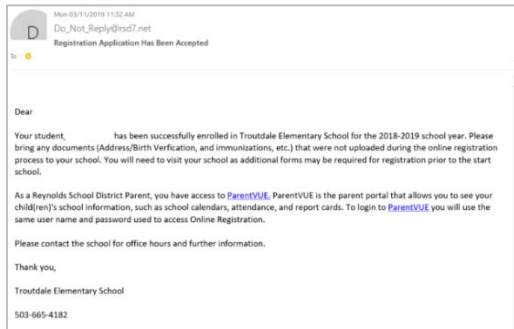 Mon 03/11/2019 11:32 AM
D
Do_Not_Reply@rsd7.net
Registration Application Has Been Accepted
To
Dear
Your student, has been successfully enrolled in Troutdale Elementary School for the 2018-2019 school year. Please
bring any documents (Address/Birth Verfication, and immunizations, etc.) that were not uploaded during the online registration
process to your school. You will need to visit your school as additional forms may be required for registration prior to the start
school.
As a Reynolds School District Parent, you have access to ParentVUE. ParentVUE is the parent portal that allows you to see your
child(ren)'s school information, such as school calendars, attendance, and report cards. To login to ParentVUE you will use the
same user name and password used to access Online Registration.
Please contact the school for office hours and further information.
Thank you,
Troutdale Elementary School
503-665-4182